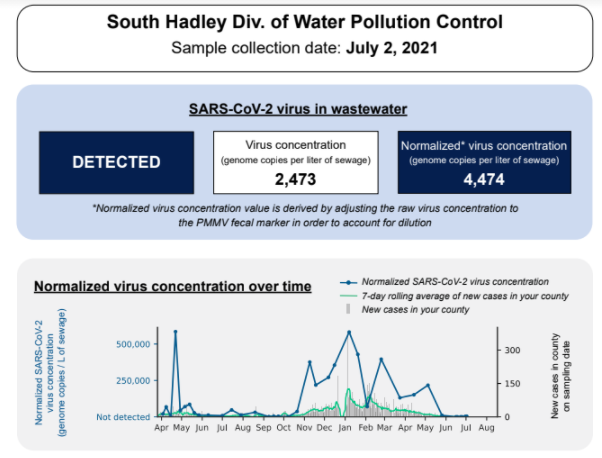 South Hadley Div. of Water Pollution Control
Sample collection date: July 2, 2021
SARS-CoV-2 virus in wastewater
DETECTED
Virus concentration
(genome copies per liter of sewage)
2,473
Normalized* virus concentration
(genome copies per liter of sewage)
4,474
*Normalized virus concentration value is derived by adjusting the raw virus concentration to
the PMMV fecal marker in order to account for dilution
Normalized virus concentration over time
Normalized SARS-CoV-2 virus concentration
7-day rolling average of new cases in your county
New cases in your county
Normalized SARS-CoV-2
virus concentration
(genome copies / L of sewage)
500,000
250,000
Not detected
300
150
0
New cases in county
on sampling date
Apr May Jun Jul Aug Sep Oct Nov Dec Jan Feb Mar Apr May Jun Jul Aug